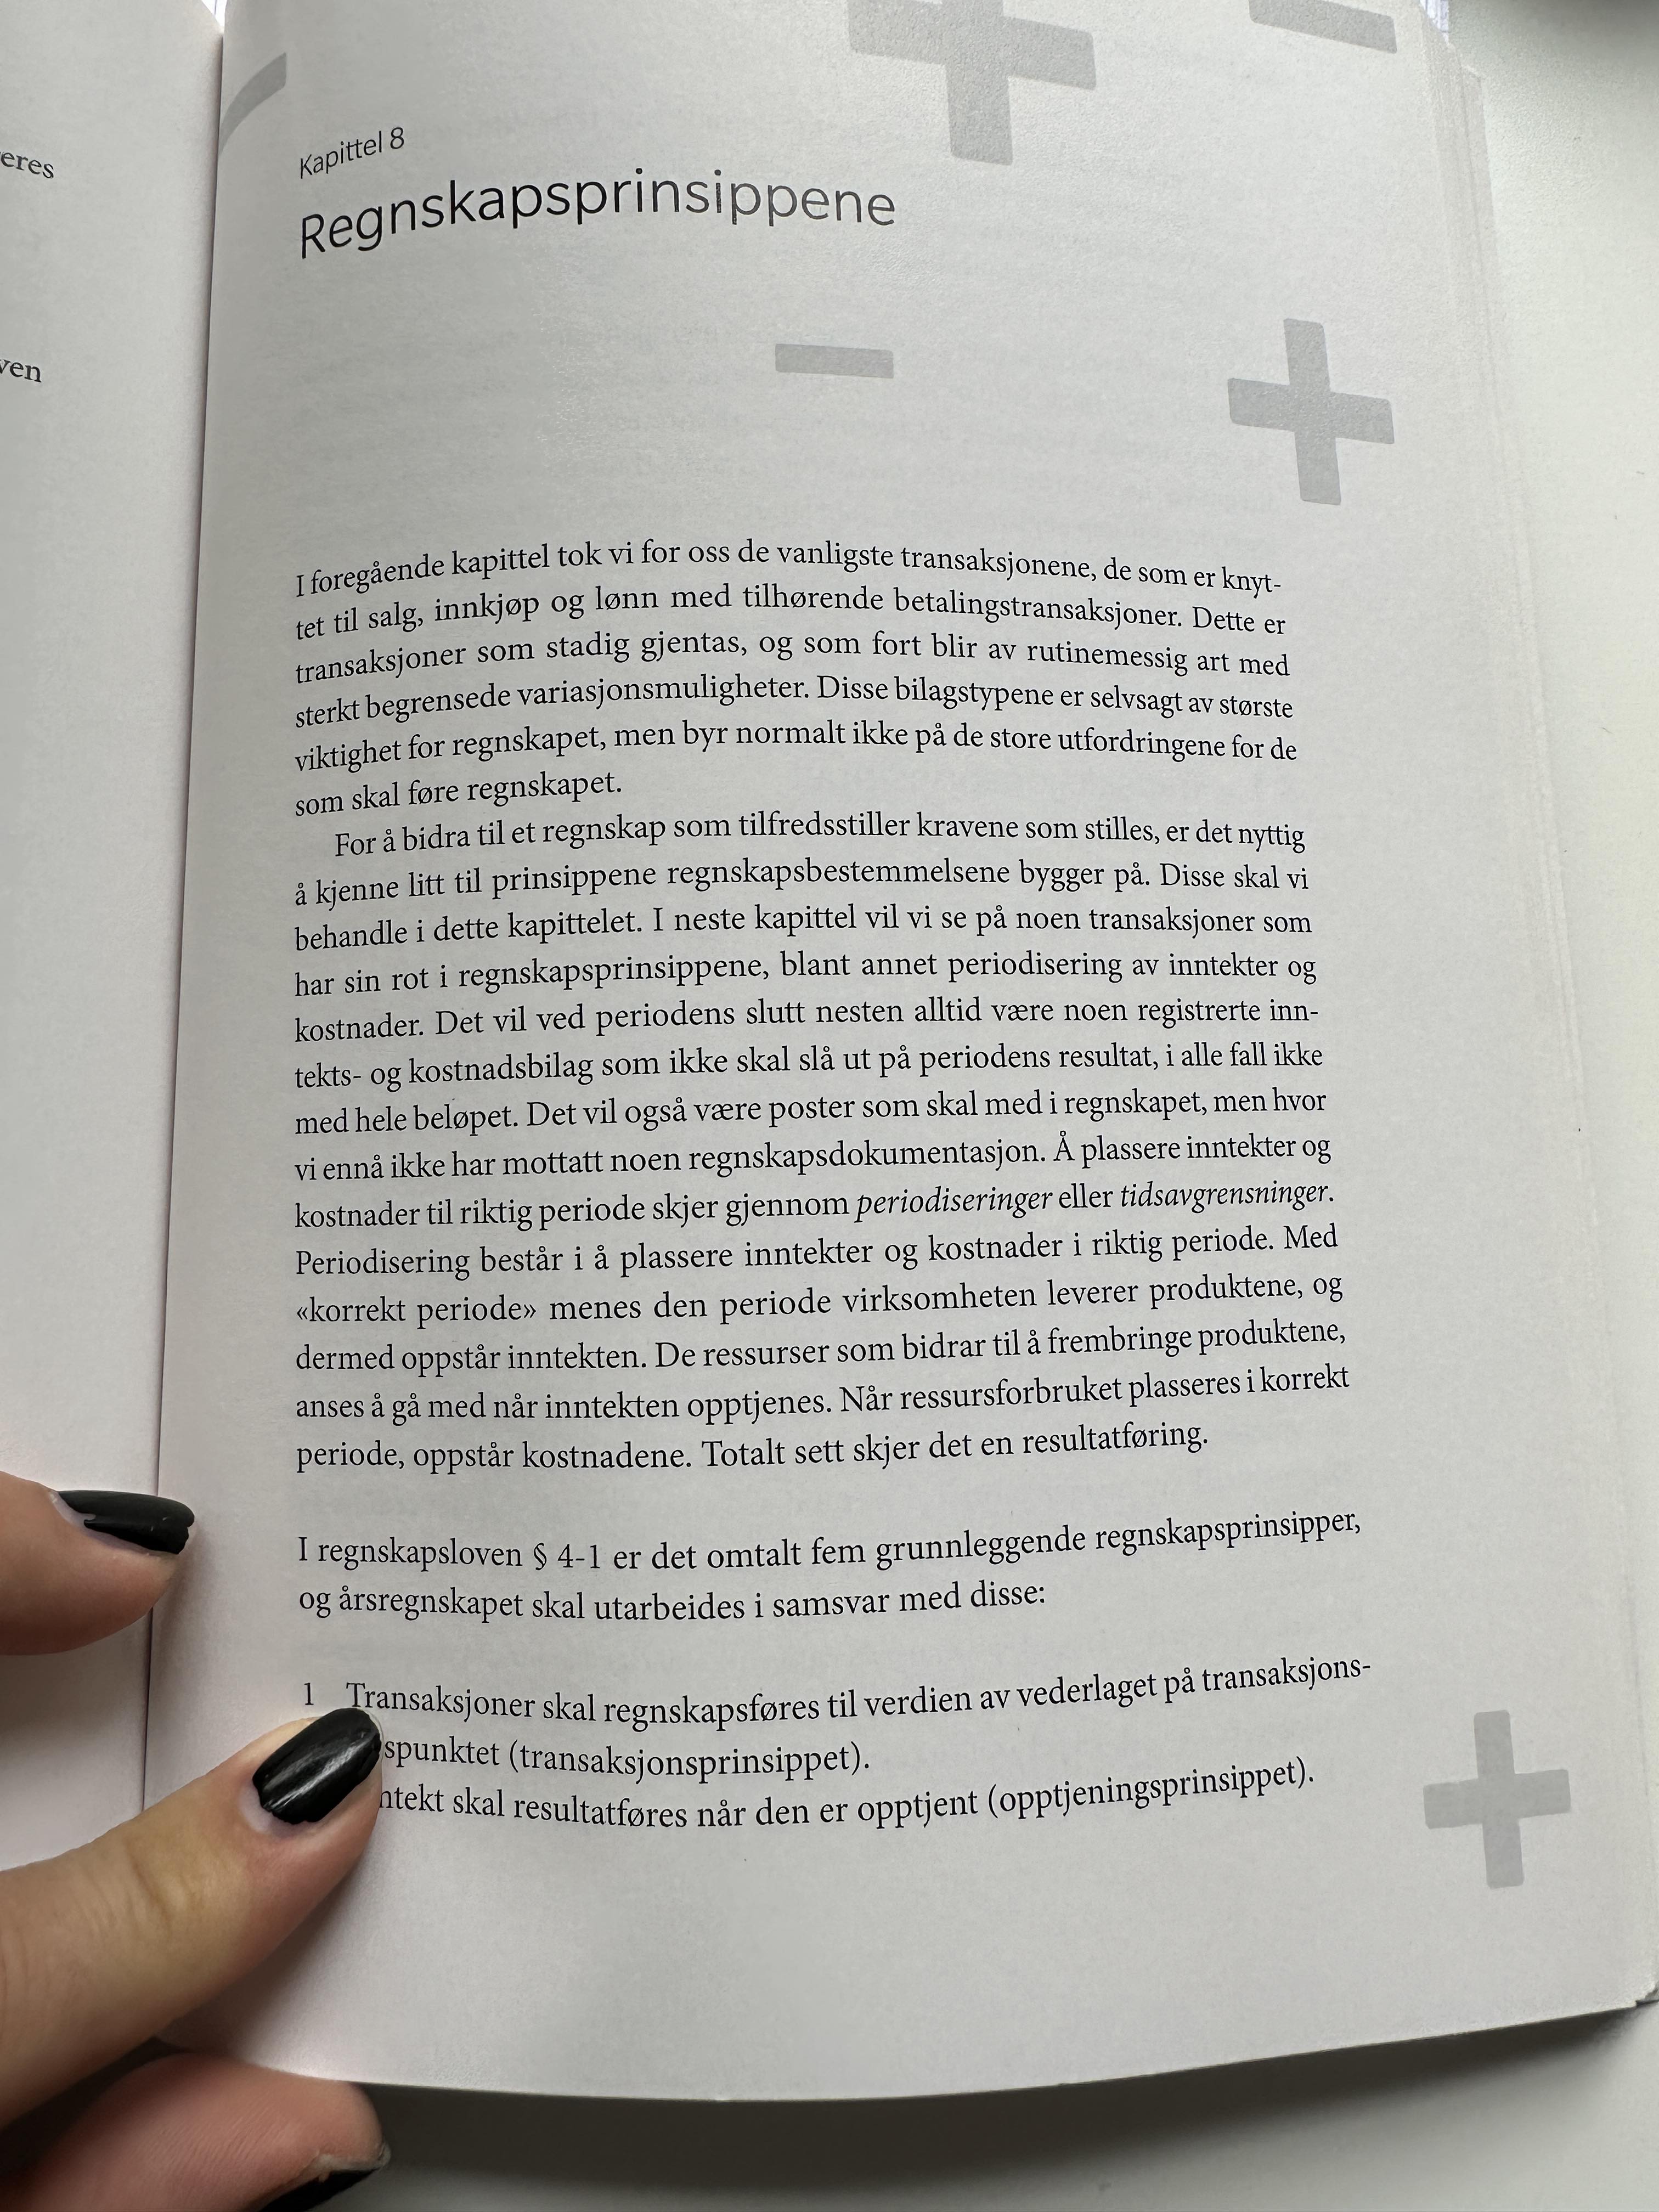 eres
ven
Kapittel 8
Regnskapsprinsippene
I foregående kapittel tok vi for oss de vanligste transaksjonene, de som er knyt-
tet til salg, innkjøp og lønn med tilhørende betalingstransaksjoner. Dette er
transaksjoner som stadig gjentas, og som fort blir av rutinemessig art med
sterkt begrensede variasjonsmuligheter. Disse bilagstypene er selvsagt av største
viktighet for regnskapet, men byr normalt ikke på de store utfordringene for de
som skal føre regnskapet.
For å bidra til et regnskap som tilfredsstiller kravene som stilles, er det nyttig
å kjenne litt til prinsippene regnskapsbestemmelsene bygger på. Disse skal vi
behandle i dette kapittelet. I neste kapittel vil vi se på noen transaksjoner som
har sin rot i regnskapsprinsippene, blant annet periodisering av inntekter og
kostnader. Det vil ved periodens slutt nesten alltid være noen registrerte inn-
tekts- og kostnadsbilag som ikke skal slå ut på periodens resultat, i alle fall ikke
med hele beløpet. Det vil også være poster som skal med i regnskapet, men hvor
vi ennå ikke har mottatt noen regnskapsdokumentasjon. Å plassere inntekter og
kostnader til riktig periode skjer gjennom periodiseringer eller tidsavgrensninger.
Periodisering består i å plassere inntekter og kostnader i riktig periode. Med
«korrekt periode» menes den periode virksomheten leverer produktene, og
dermed oppstår inntekten. De ressurser som bidrar til å frembringe produktene,
anses å gå med når inntekten opptjenes. Når ressursforbruket plasseres i korrekt
periode, oppstår kostnadene. Totalt sett skjer det en resultatføring.
I regnskapsloven § 4-1 er det omtalt fem grunnleggende regnskapsprinsipper,
og årsregnskapet skal utarbeides i samsvar med disse:
1 Transaksjoner skal regnskapsføres til verdien av vederlaget på transaksjons-
spunktet (transaksjonsprinsippet).
ntekt skal resultatføres når den er opptjent (opptjeningsprinsippet).